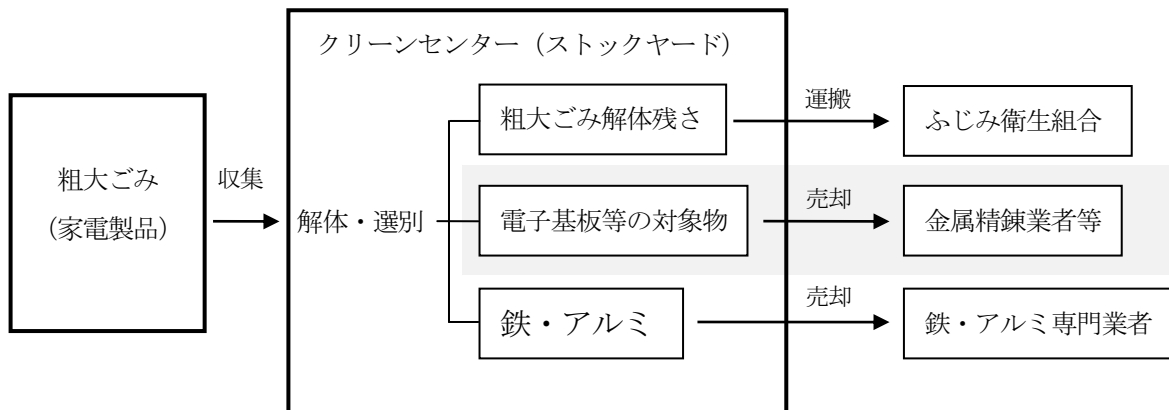 クリーンセンター（ストックヤード）
粗大ごみ
（家電製品）
収集
解体・選別
粗大ごみ解体残さ
運搬
ふじみ衛生組合
電子基板等の対象物
売却
金属精錬業者等
鉄・アルミ
売却
鉄・アルミ専門業者